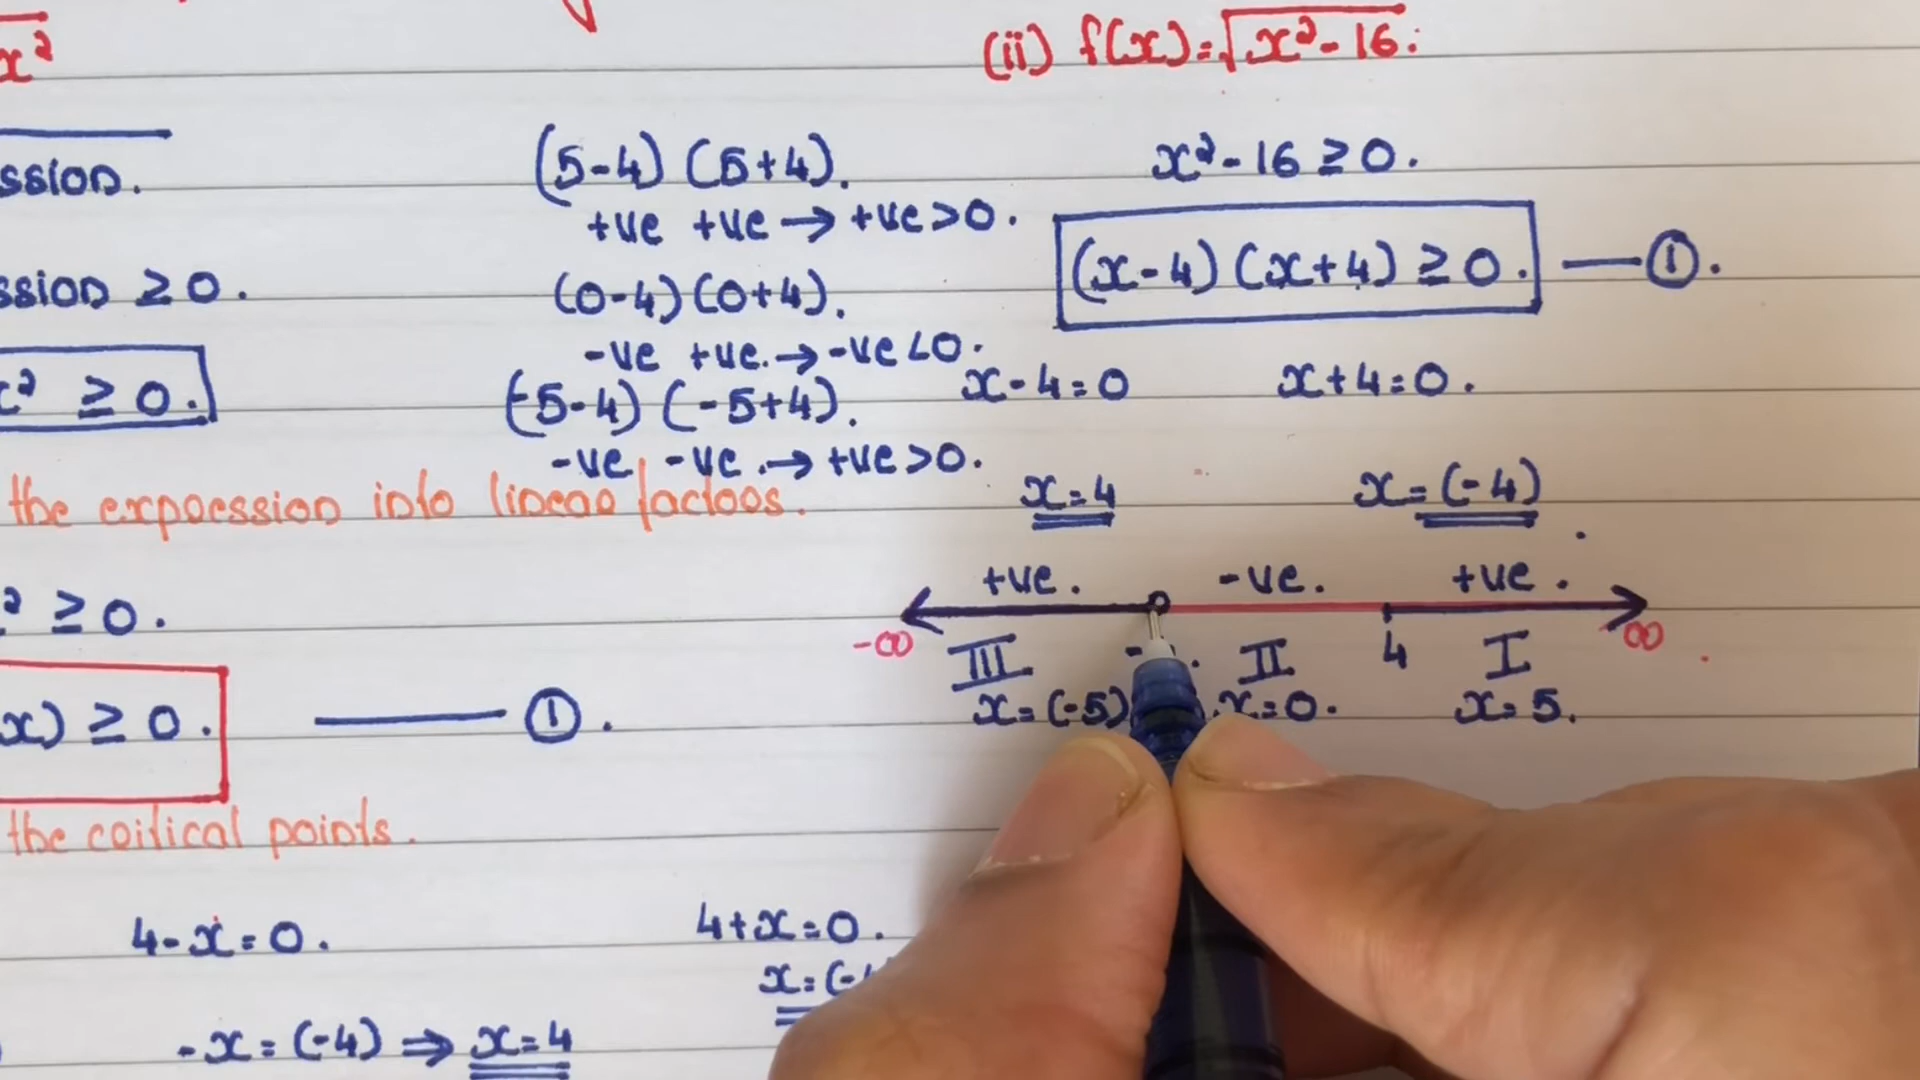 x²
(ii) f(x)=√x²-16.
ssion.
(5-4) (5+4).
x²-16≥0.
+ve +ve → +ve>0.
(x-4) (x+4) ≥0. —①.
ssion ≥0.
(0-4)(0+4).
-ve +ve. → -ve<0.
x-4=0 x+4=0.
x² ≥0.
(-5-4) (-5+4).
-ve -ve → +ve>0.
x=4 x=(-4)
the expression into linear factors.
+ve. -ve. +ve.
² ≥0.
-∞ III - II 4 I ∞
x=(-5) x=0. x=5.
x) ≥0. — ①.
the critical points.
4-x=0. 4+x=0.
x=(-
-x=(-4) ⇒ x=4